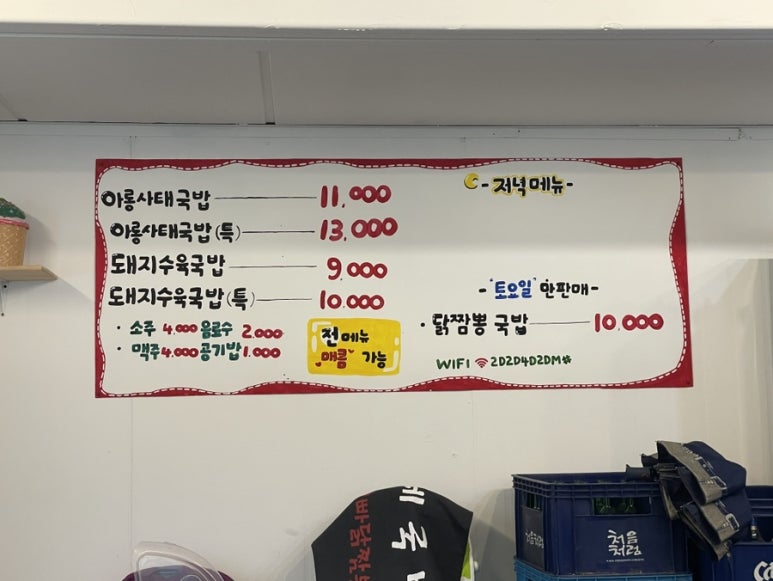 아롱사태국밥 11,000
아롱사태국밥(특) 13,000
돼지수육국밥 9,000
돼지수육국밥(특) 10,000
· 소주 4,000 음료수 2,000
· 맥주 4,000 공기밥 1,000
전메뉴
매콤 가능
-저녁메뉴-
-"토요일" 만판매-
· 닭짬뽕 국밥 10,000
WIFI 2D2D4D2DM*
처음
처럼